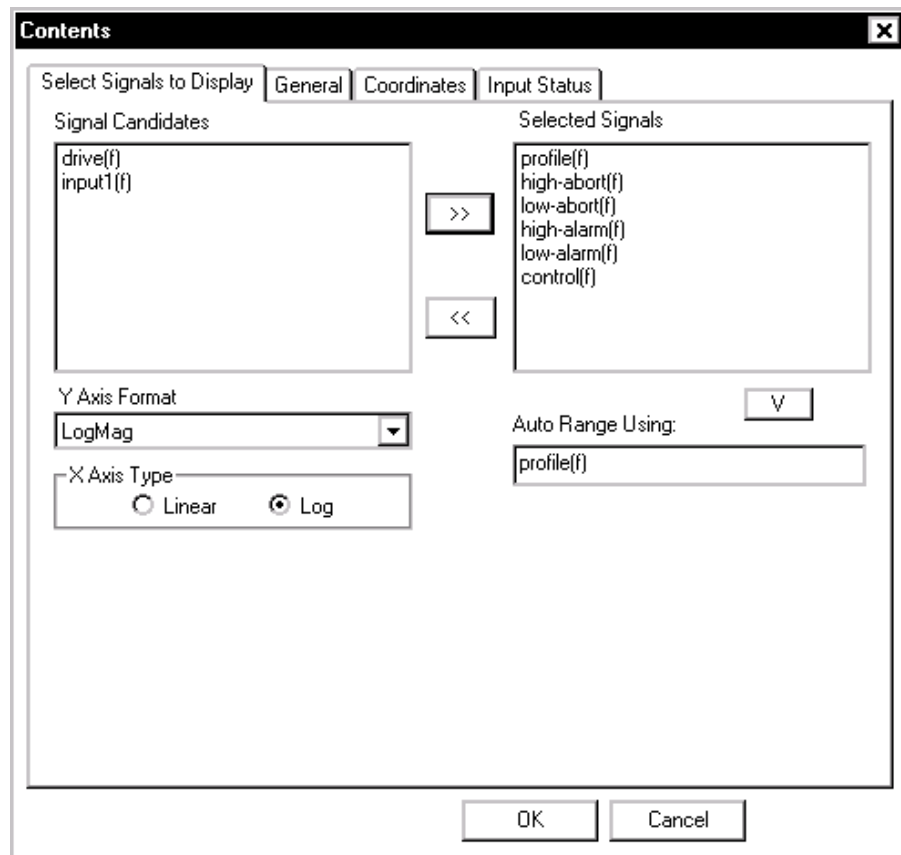 Contents
Select Signals to Display General Coordinates Input Status
Signal Candidates
drive(f)
input1(f)
>>
<<
Selected Signals
profile(f)
high-abort(f)
low-abort(f)
high-alarm(f)
low-alarm(f)
control(f)
Y Axis Format
LogMag
X Axis Type
Linear Log
V
Auto Range Using:
profile(f)
OK Cancel